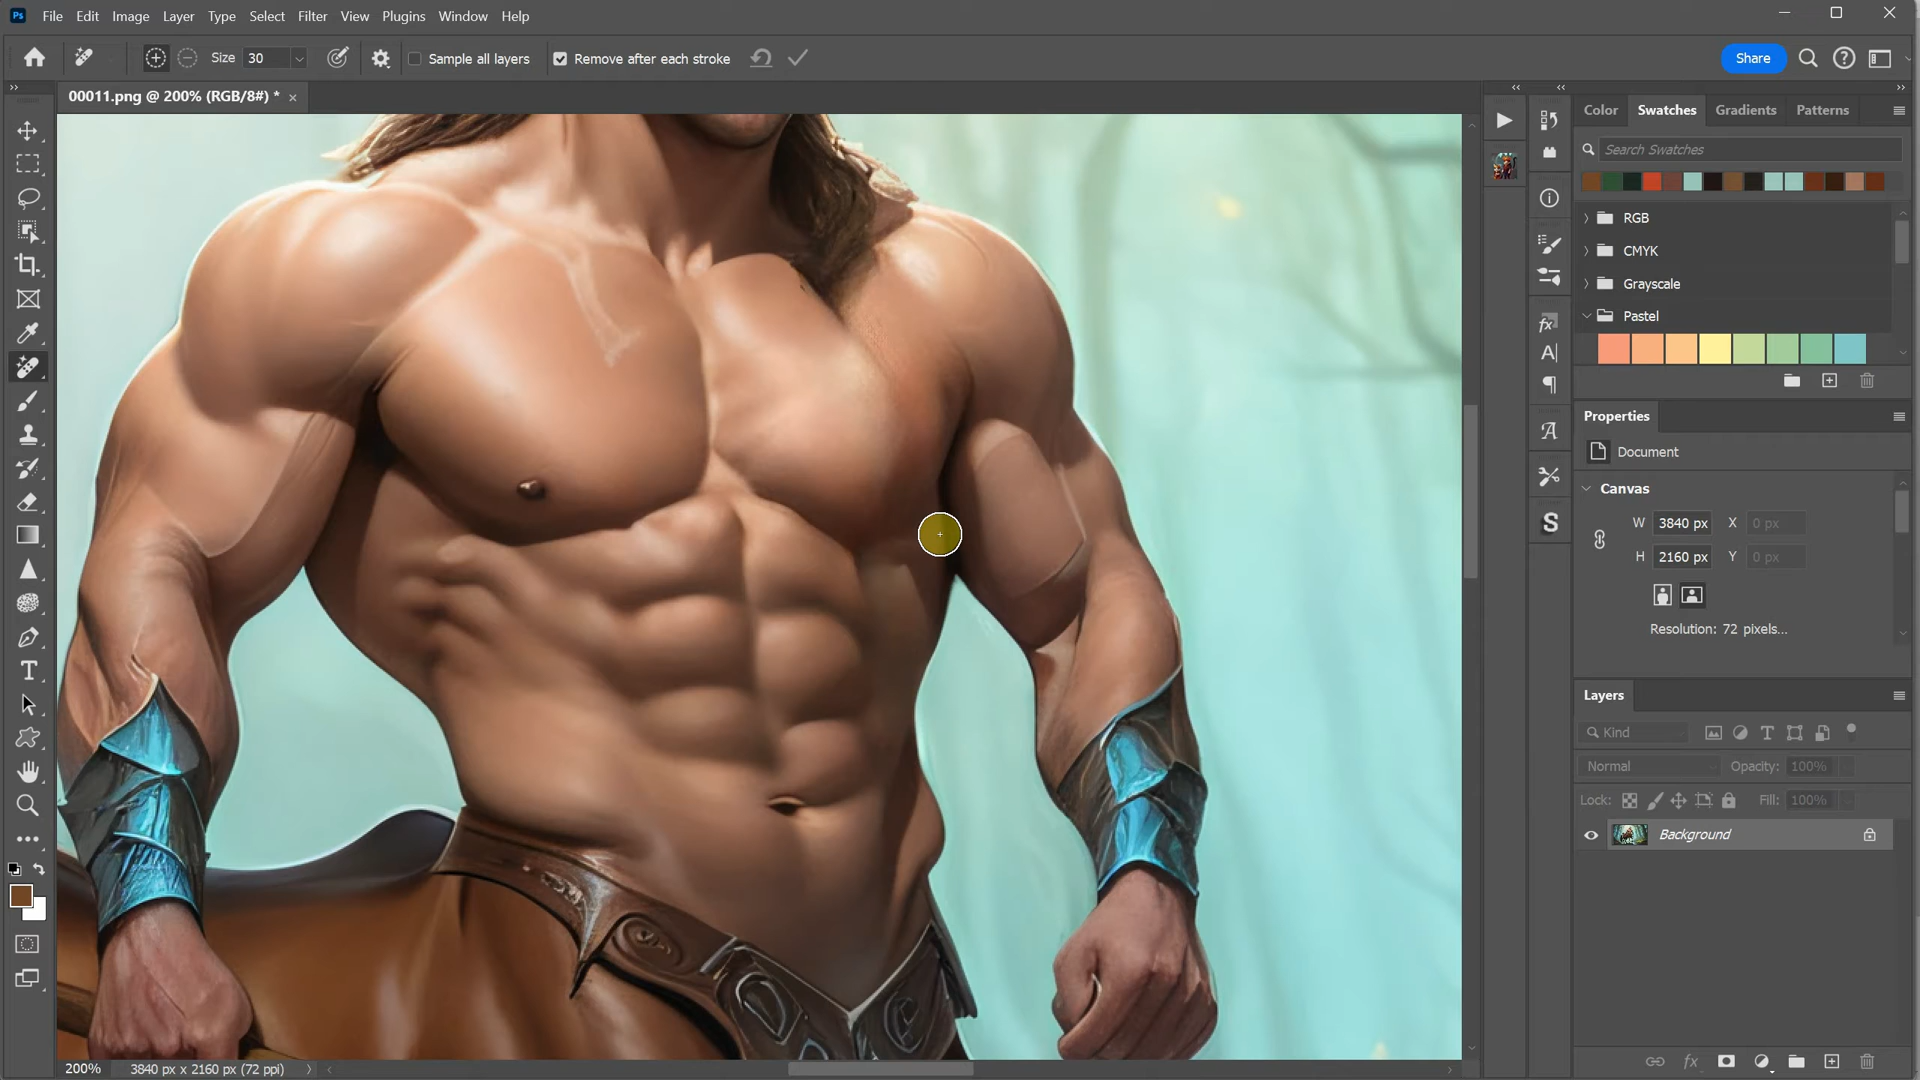 Ps File Edit Image Layer Type Select Filter View Plugins Window Help
Size 30 Sample all layers Remove after each stroke Share
00011.png @ 200% (RGB/8#) *
Color Swatches Gradients Patterns
Search Swatches
RGB
CMYK
Grayscale
Pastel
Properties
Document
Canvas
W 3840 px X 0 px
H 2160 px Y 0 px
Resolution: 72 pixels...
Layers
Kind
Normal Opacity: 100%
Lock: Fill: 100%
Background
200% 3840 px x 2160 px (72 ppi)